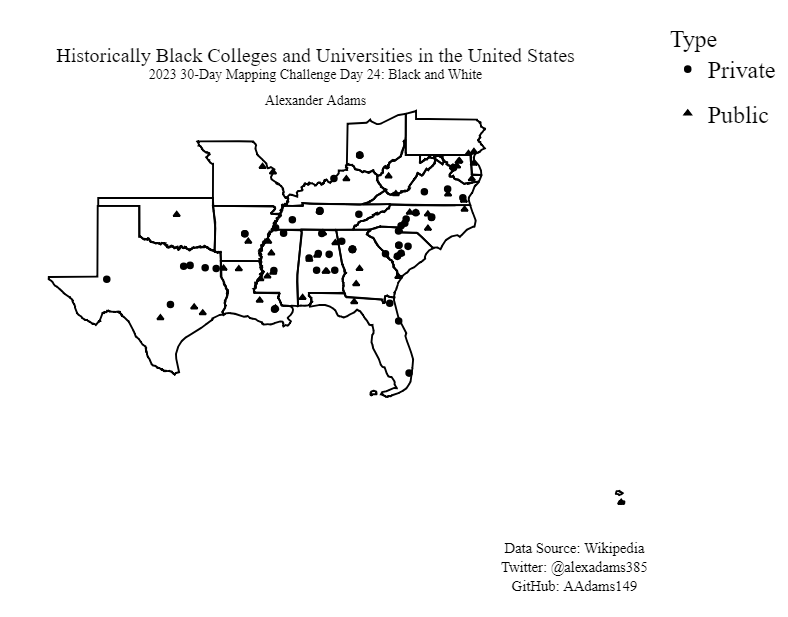 Historically Black Colleges and Universities in the United States
2023 30-Day Mapping Challenge Day 24: Black and White
Alexander Adams
Type
Private
Public
Data Source: Wikipedia
Twitter: @alexadams385
GitHub: AAdams149